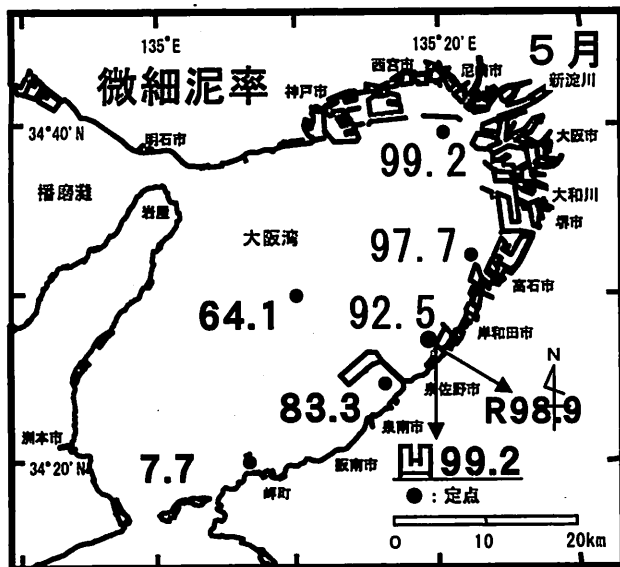 135°E
135°20'E
5月
微細泥率
西宮市
尼崎市
新淀川
神戸市
34°40'N
明石市
大阪市
99.2
播磨灘
大和川
岩屋
堺市
大阪湾
97.7
高石市
64.1
92.5
岸和田市
N
泉佐野市
83.3
R98.9
泉南市
洲本市
阪南市
34°20'N
7.7
凹99.2
岬町
●：定点
0 10 20km